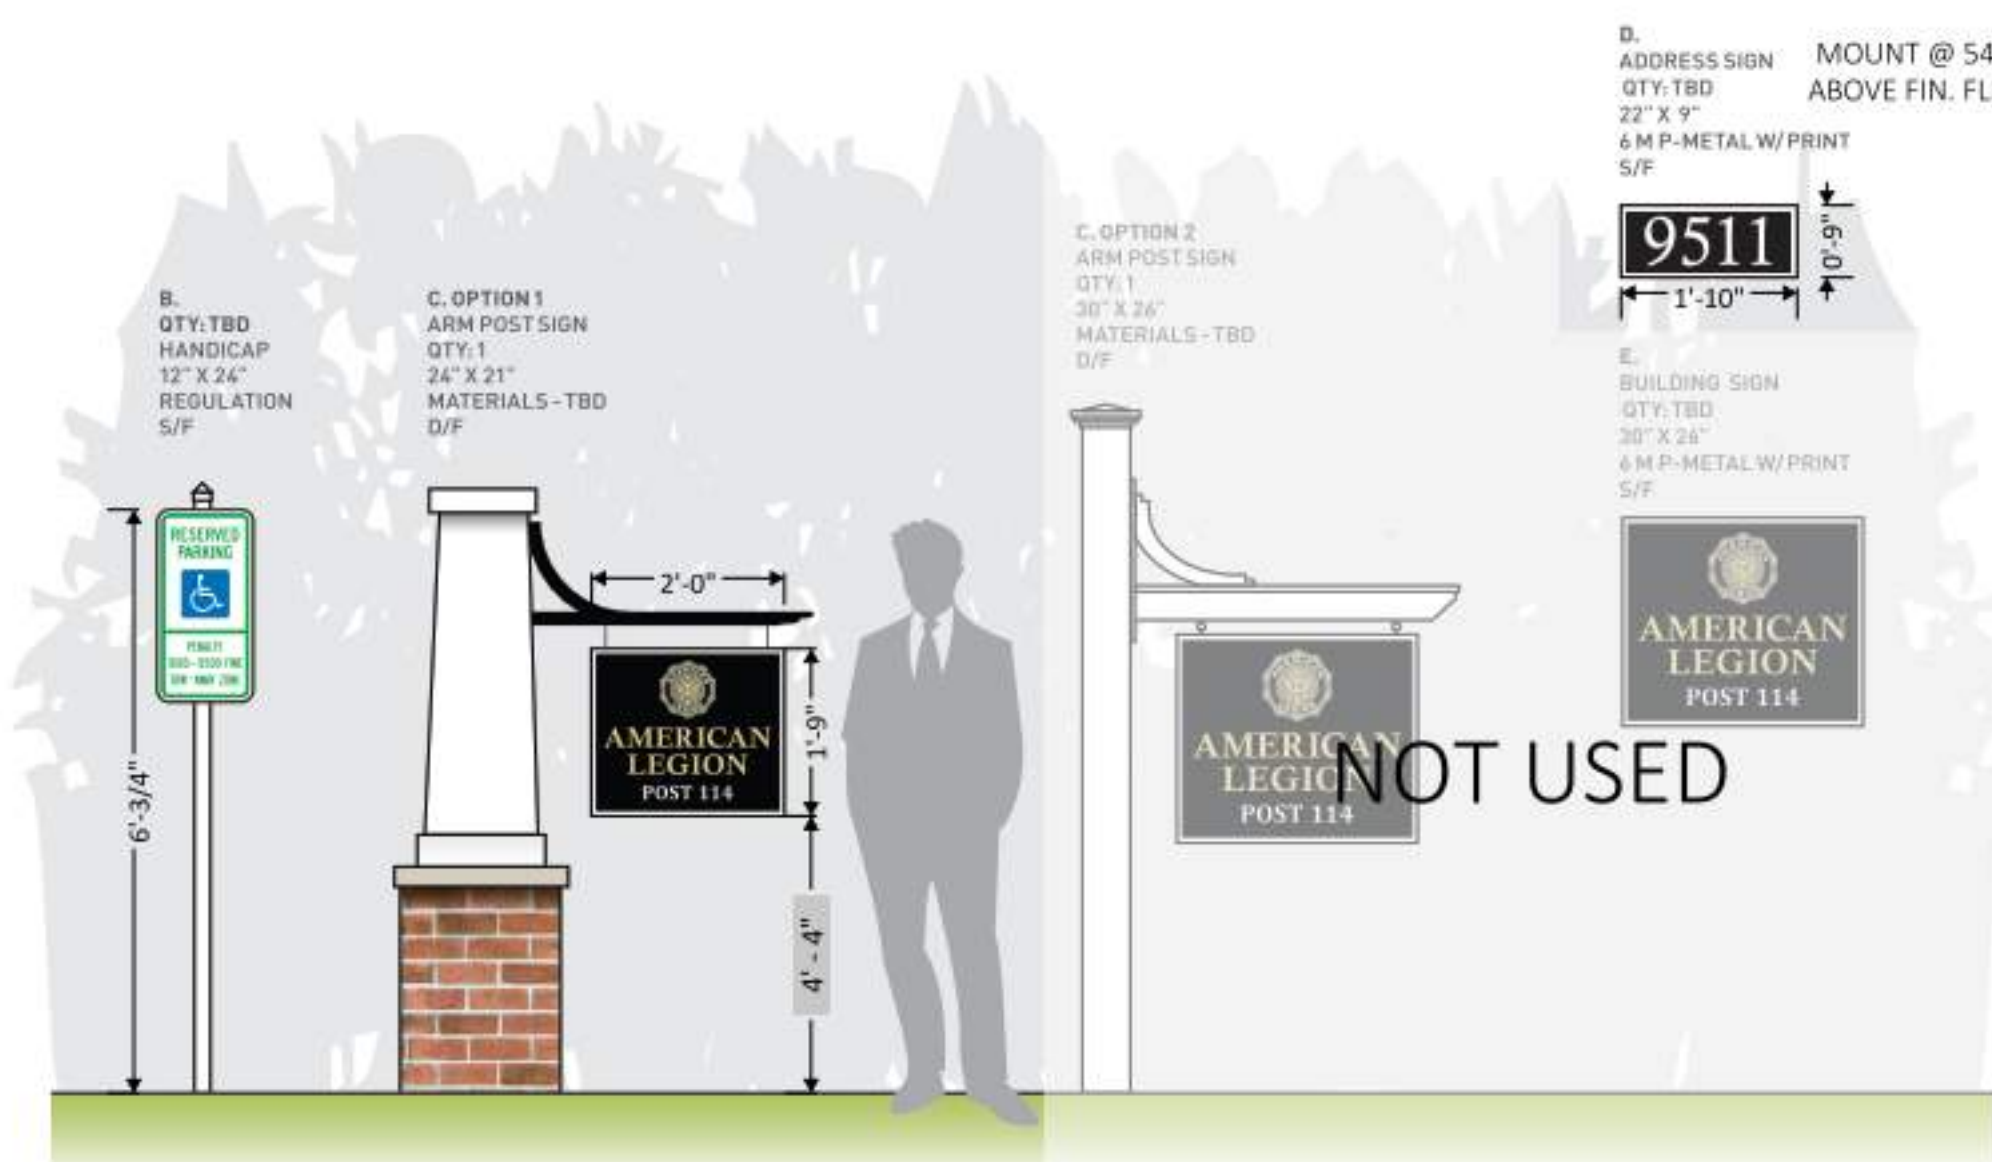 B.
QTY: TBD
HANDICAP
12" X 24"
REGULATION
S/F
RESERVED
PARKING
PENALTY
6'-3/4"
C. OPTION 1
ARM POST SIGN
QTY: 1
24" X 21"
MATERIALS - TBD
D/F
2'-0"
AMERICAN
LEGION
POST 114
1'-9"
4' - 4"
C. OPTION 2
ARM POST SIGN
QTY: 1
30" X 26"
MATERIALS - TBD
D/F
AMERICAN
LEGION
POST 114
NOT USED
D.
ADDRESS SIGN
QTY: TBD
22" X 9"
6 M P-METAL W/ PRINT
S/F
MOUNT @ 54
ABOVE FIN. FL
9511
0'-9"
1'-10"
E.
BUILDING SIGN
QTY: TBD
30" X 26"
6 M P-METAL W/ PRINT
S/F
AMERICAN
LEGION
POST 114